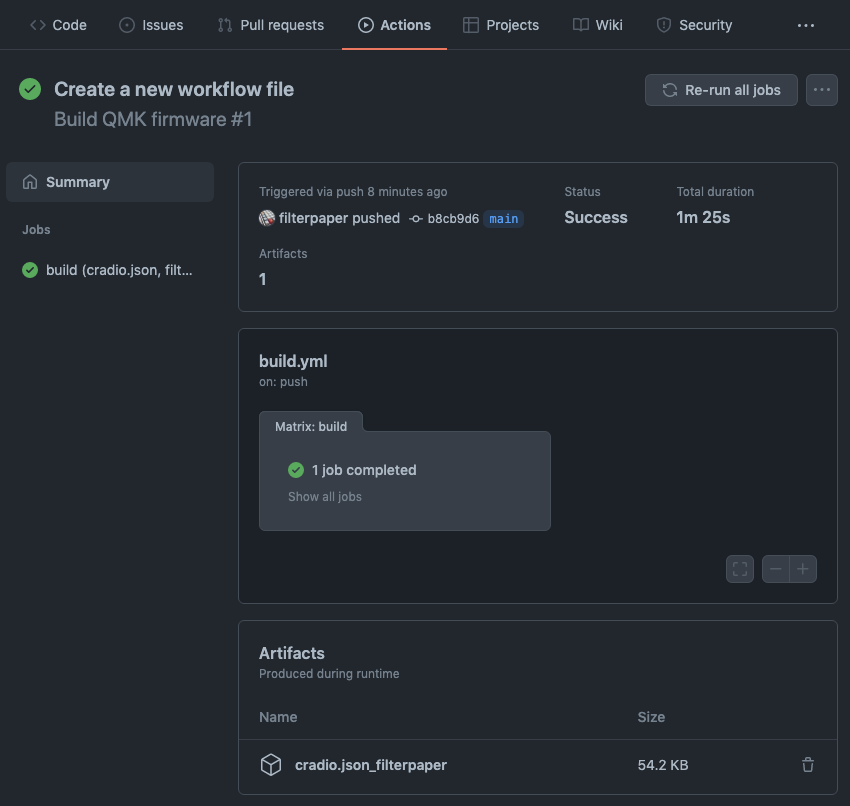 Code Issues Pull requests Actions Projects Wiki Security ...
Create a new workflow file
Re-run all jobs ...
Build QMK firmware #1
Summary
Jobs
build (cradio.json, filt...
Triggered via push 8 minutes ago
Status
Total duration
filterpaper pushed b8cb9d6 main
Success
1m 25s
Artifacts
1
build.yml
on: push
Matrix: build
1 job completed
Show all jobs
Artifacts
Produced during runtime
Name Size
cradio.json_filterpaper 54.2 KB